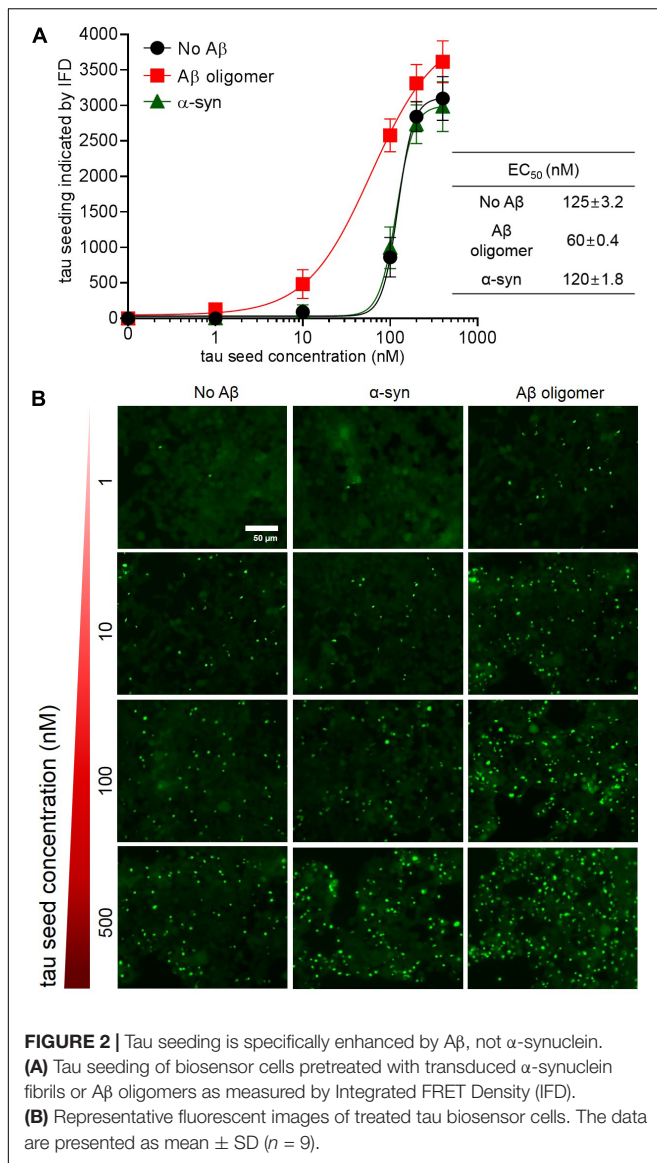 A
No Aβ
Aβ oligomer
α-syn
4000
3500
3000
2500
2000
1500
1000
500
0
tau seeding indicated by IFD
0
1
10
100
1000
tau seed concentration (nM)
EC50 (nM)
No Aβ 125±3.2
Aβ
oligomer 60±0.4
α-syn 120±1.8
B
No Aβ α-syn Aβ oligomer
1
50 μm
10
100
500
tau seed concentration (nM)
FIGURE 2 | Tau seeding is specifically enhanced by Aβ, not α-synuclein.
(A) Tau seeding of biosensor cells pretreated with transduced α-synuclein
fibrils or Aβ oligomers as measured by Integrated FRET Density (IFD).
(B) Representative fluorescent images of treated tau biosensor cells. The data
are presented as mean ± SD (n = 9).